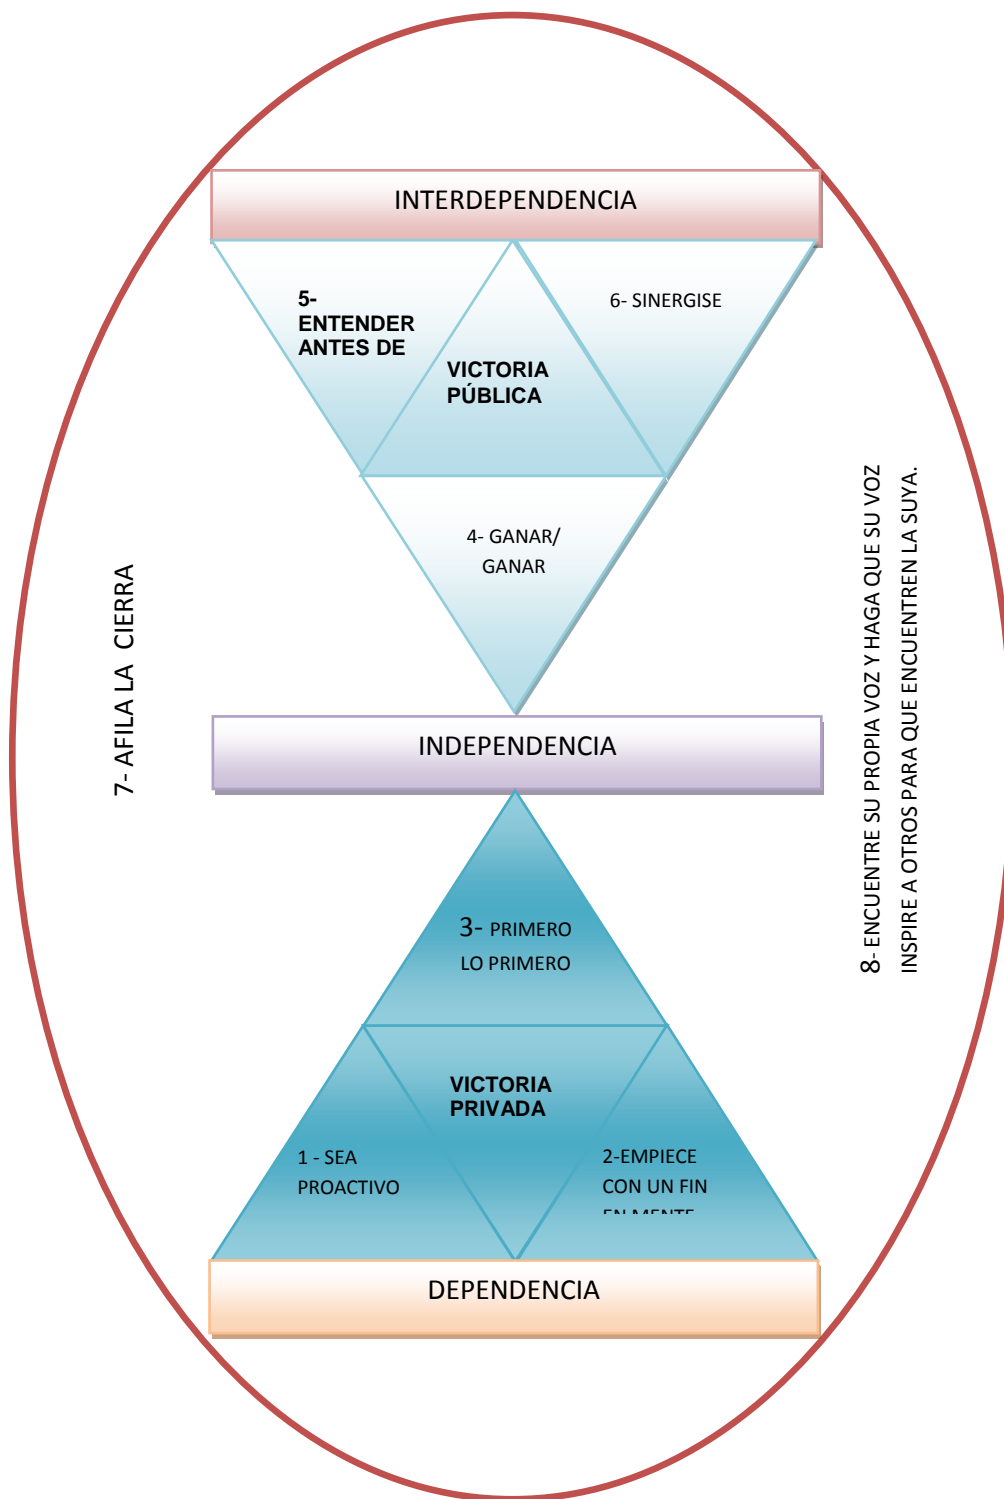 INTERDEPENDENCIA
5-
ENTENDER
ANTES DE
6- SINERGISE
VICTORIA
PÚBLICA
4- GANAR/
GANAR
7- AFILA LA CIERRA
8- ENCUENTRE SU PROPIA VOZ Y HAGA QUE SU VOZ
INSPIRE A OTROS PARA QUE ENCUENTREN LA SUYA.
INDEPENDENCIA
3- PRIMERO
LO PRIMERO
VICTORIA
PRIVADA
1 - SEA
PROACTIVO
2-EMPIECE
CON UN FIN
EN MENTE
DEPENDENCIA